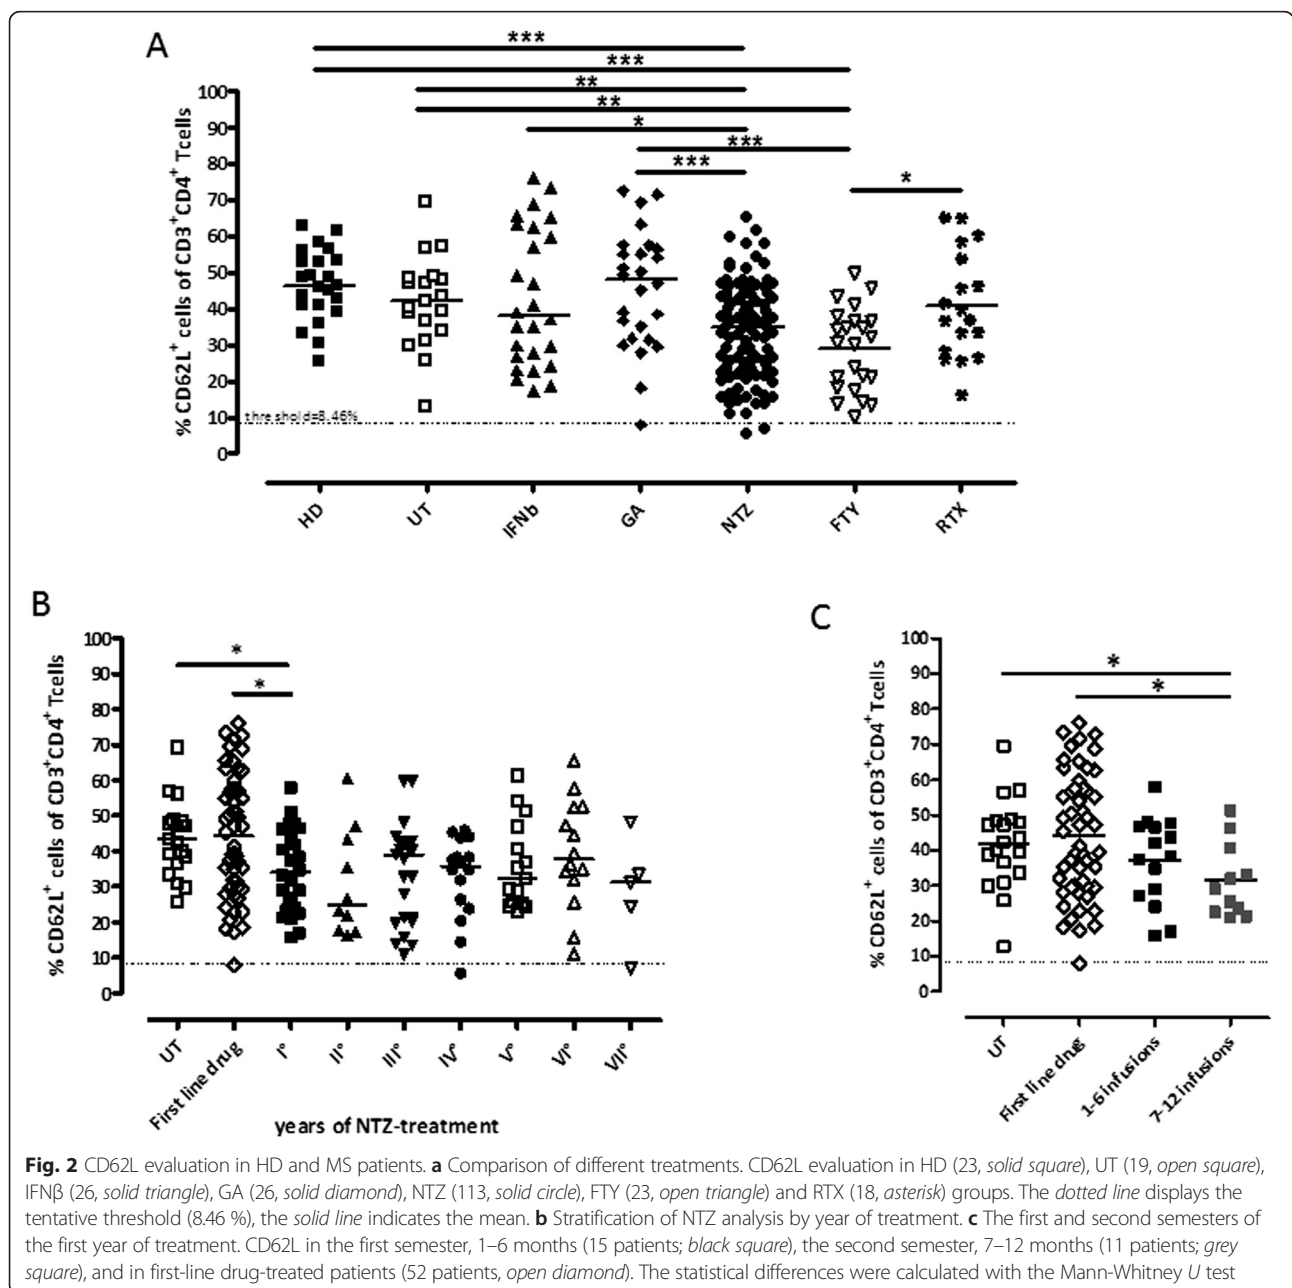 A
***
***
**
**
*
***
***
*
% CD62L+ cells of CD3+CD4+ Tcells
100
90
80
70
60
50
40
30
20
10
0
threshold=8.46%
HD
UT
IFNb
GA
NTZ
FTY
RTX
B
*
*
% CD62L+ cells of CD3+CD4+ Tcells
100
90
80
70
60
50
40
30
20
10
0
UT
First line drug
I°
II°
III°
IV°
V°
VI°
VII°
years of NTZ-treatment
C
*
*
% CD62L+ cells of CD3+CD4+ Tcells
100
90
80
70
60
50
40
30
20
10
0
UT
First line drug
1-6 infusions
7-12 infusions
Fig. 2 CD62L evaluation in HD and MS patients. a Comparison of different treatments. CD62L evaluation in HD (23, solid square), UT (19, open square),
IFNβ (26, solid triangle), GA (26, solid diamond), NTZ (113, solid circle), FTY (23, open triangle) and RTX (18, asterisk) groups. The dotted line displays the
tentative threshold (8.46 %), the solid line indicates the mean. b Stratification of NTZ analysis by year of treatment. c The first and second semesters of
the first year of treatment. CD62L in the first semester, 1–6 months (15 patients; black square), the second semester, 7–12 months (11 patients; grey
square), and in first-line drug-treated patients (52 patients, open diamond). The statistical differences were calculated with the Mann-Whitney U test